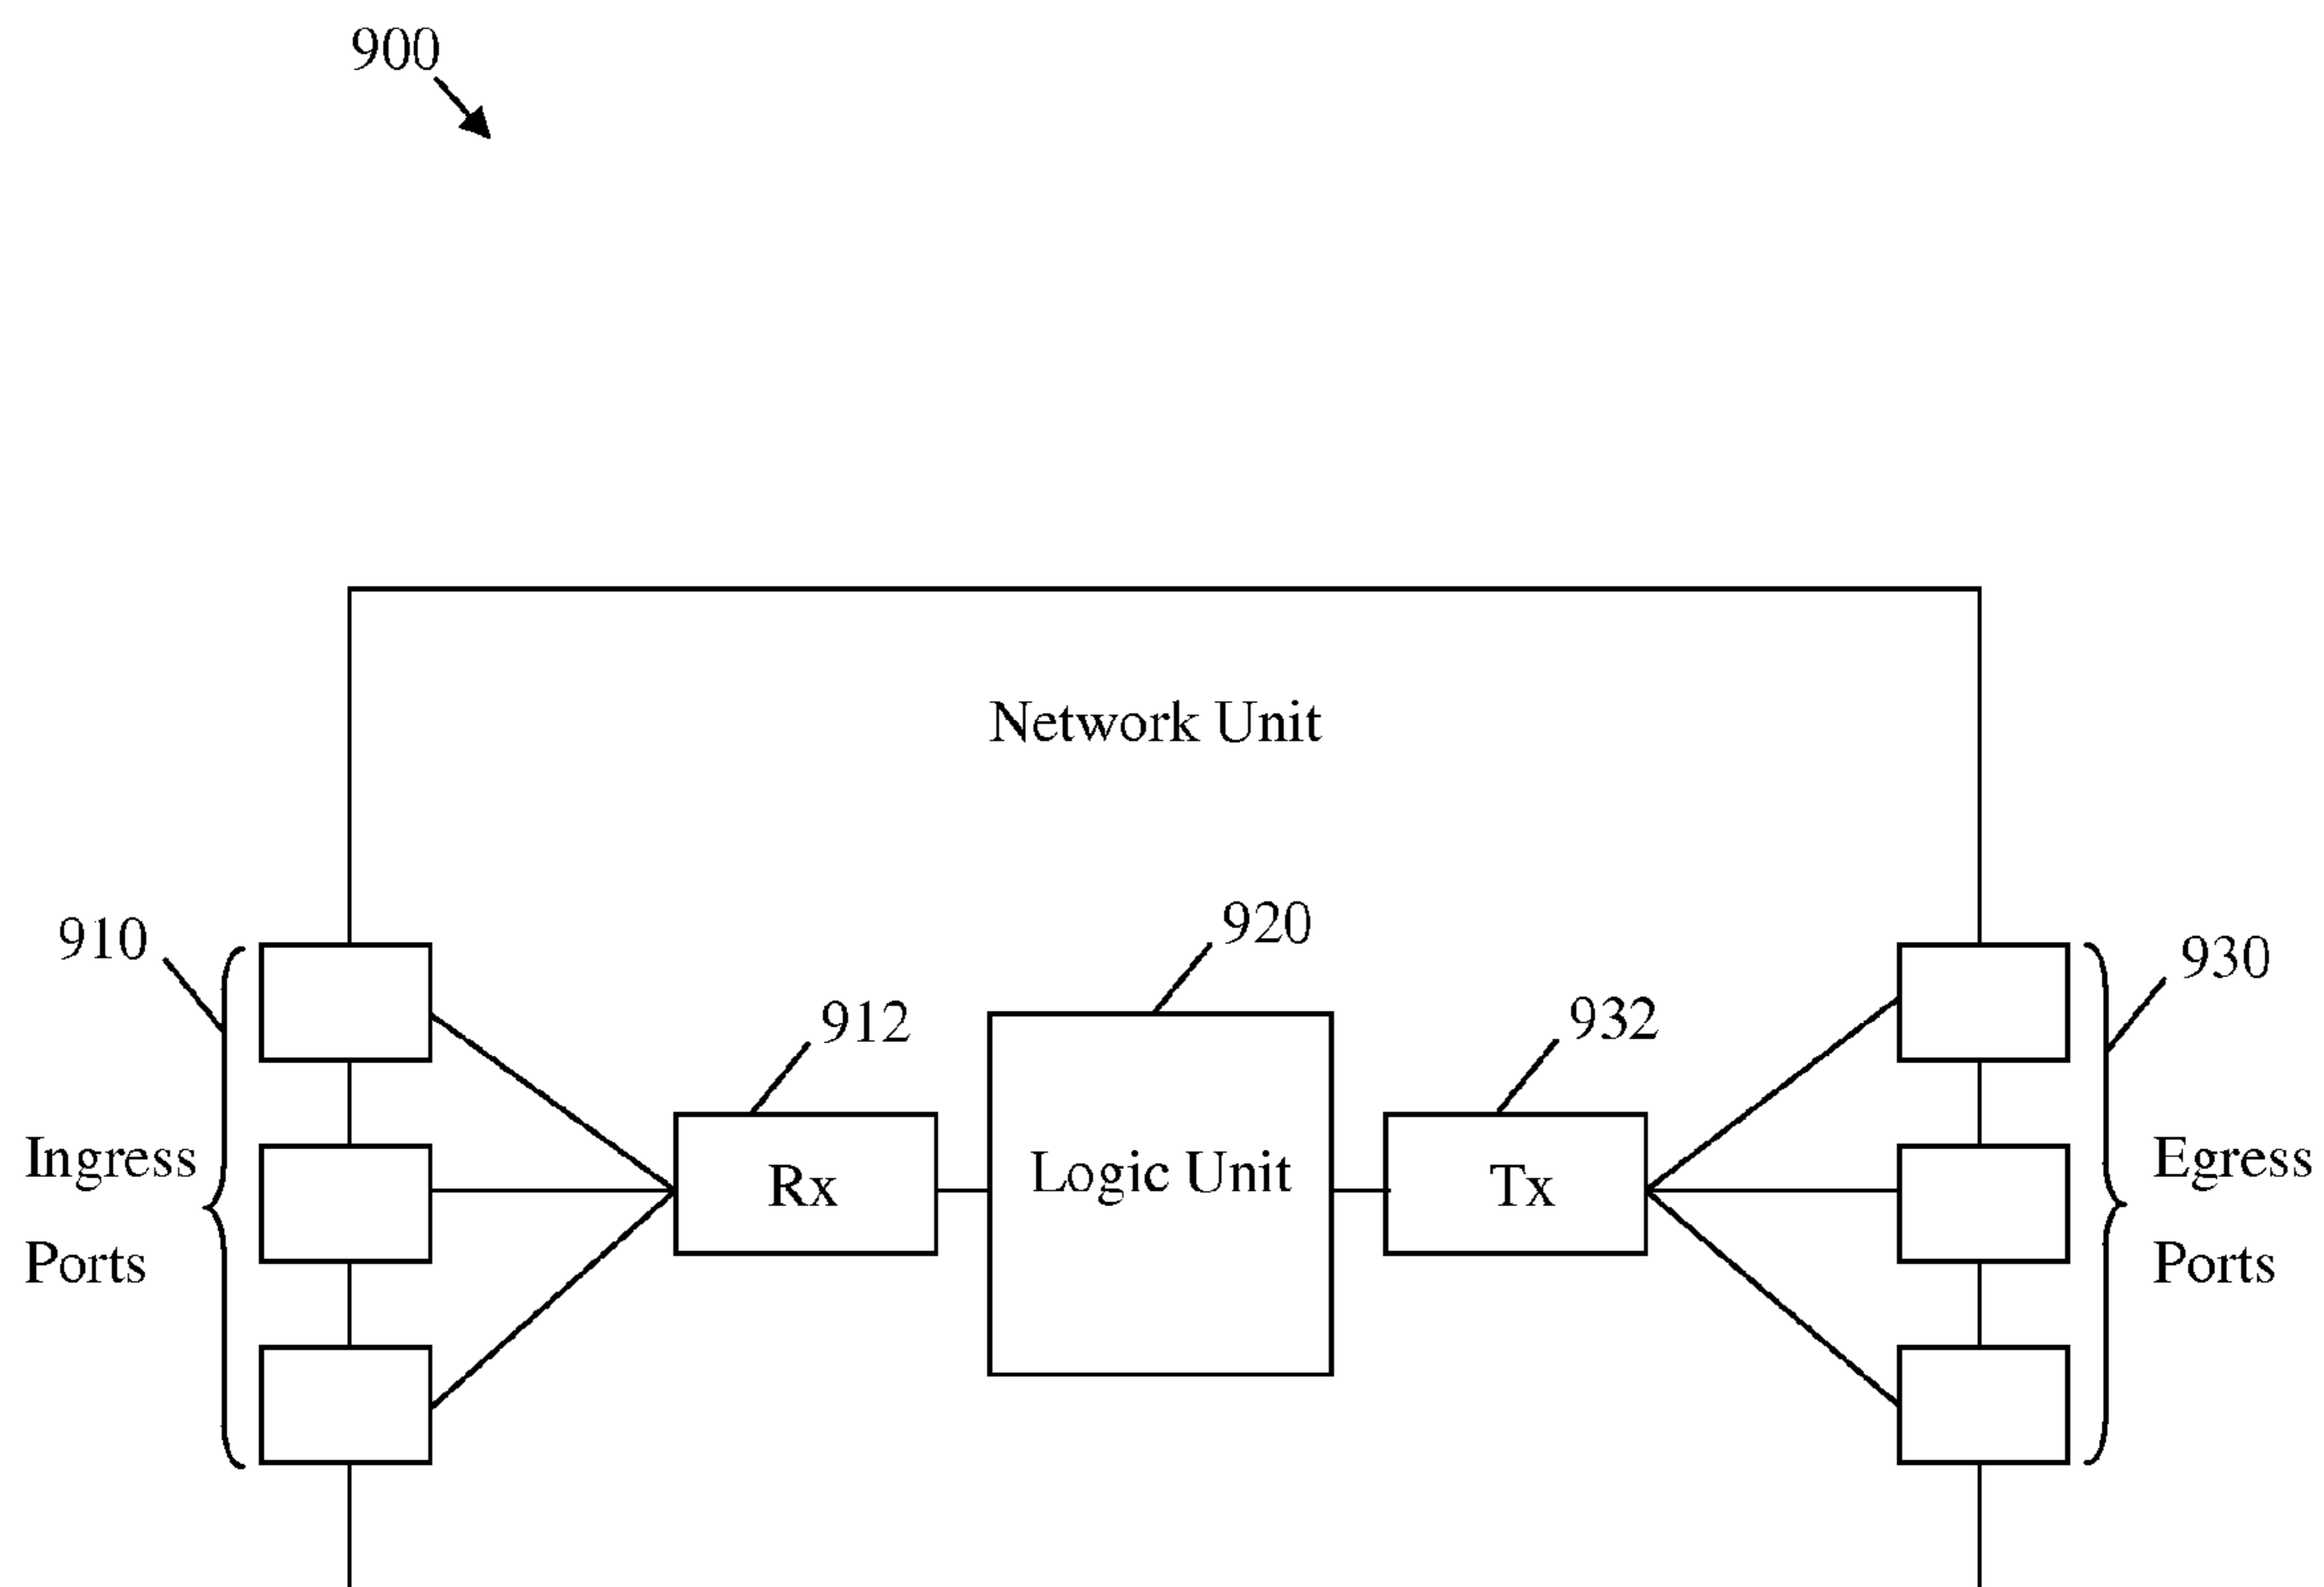 900
Network Unit
910
920
930
912
932
Ingress
Ports
Rx
Logic Unit
Tx
Egress
Ports